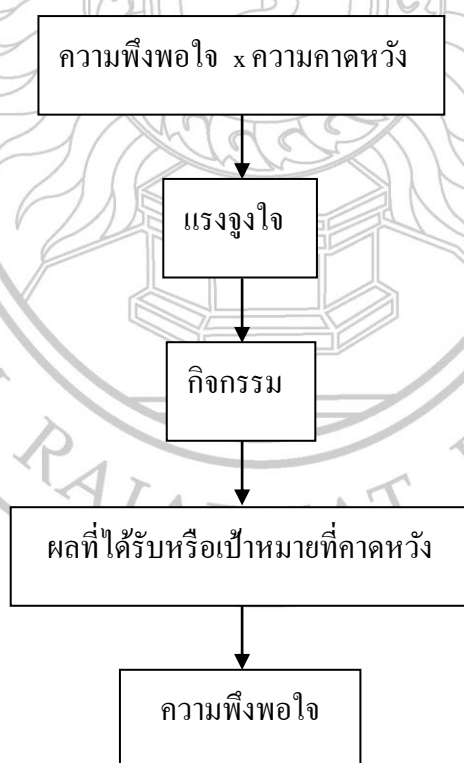 ความพึงพอใจ x ความคาดหวัง
แรงจูงใจ
กิจกรรม
ผลที่ได้รับหรือเป้าหมายที่คาดหวัง
ความพึงพอใจ